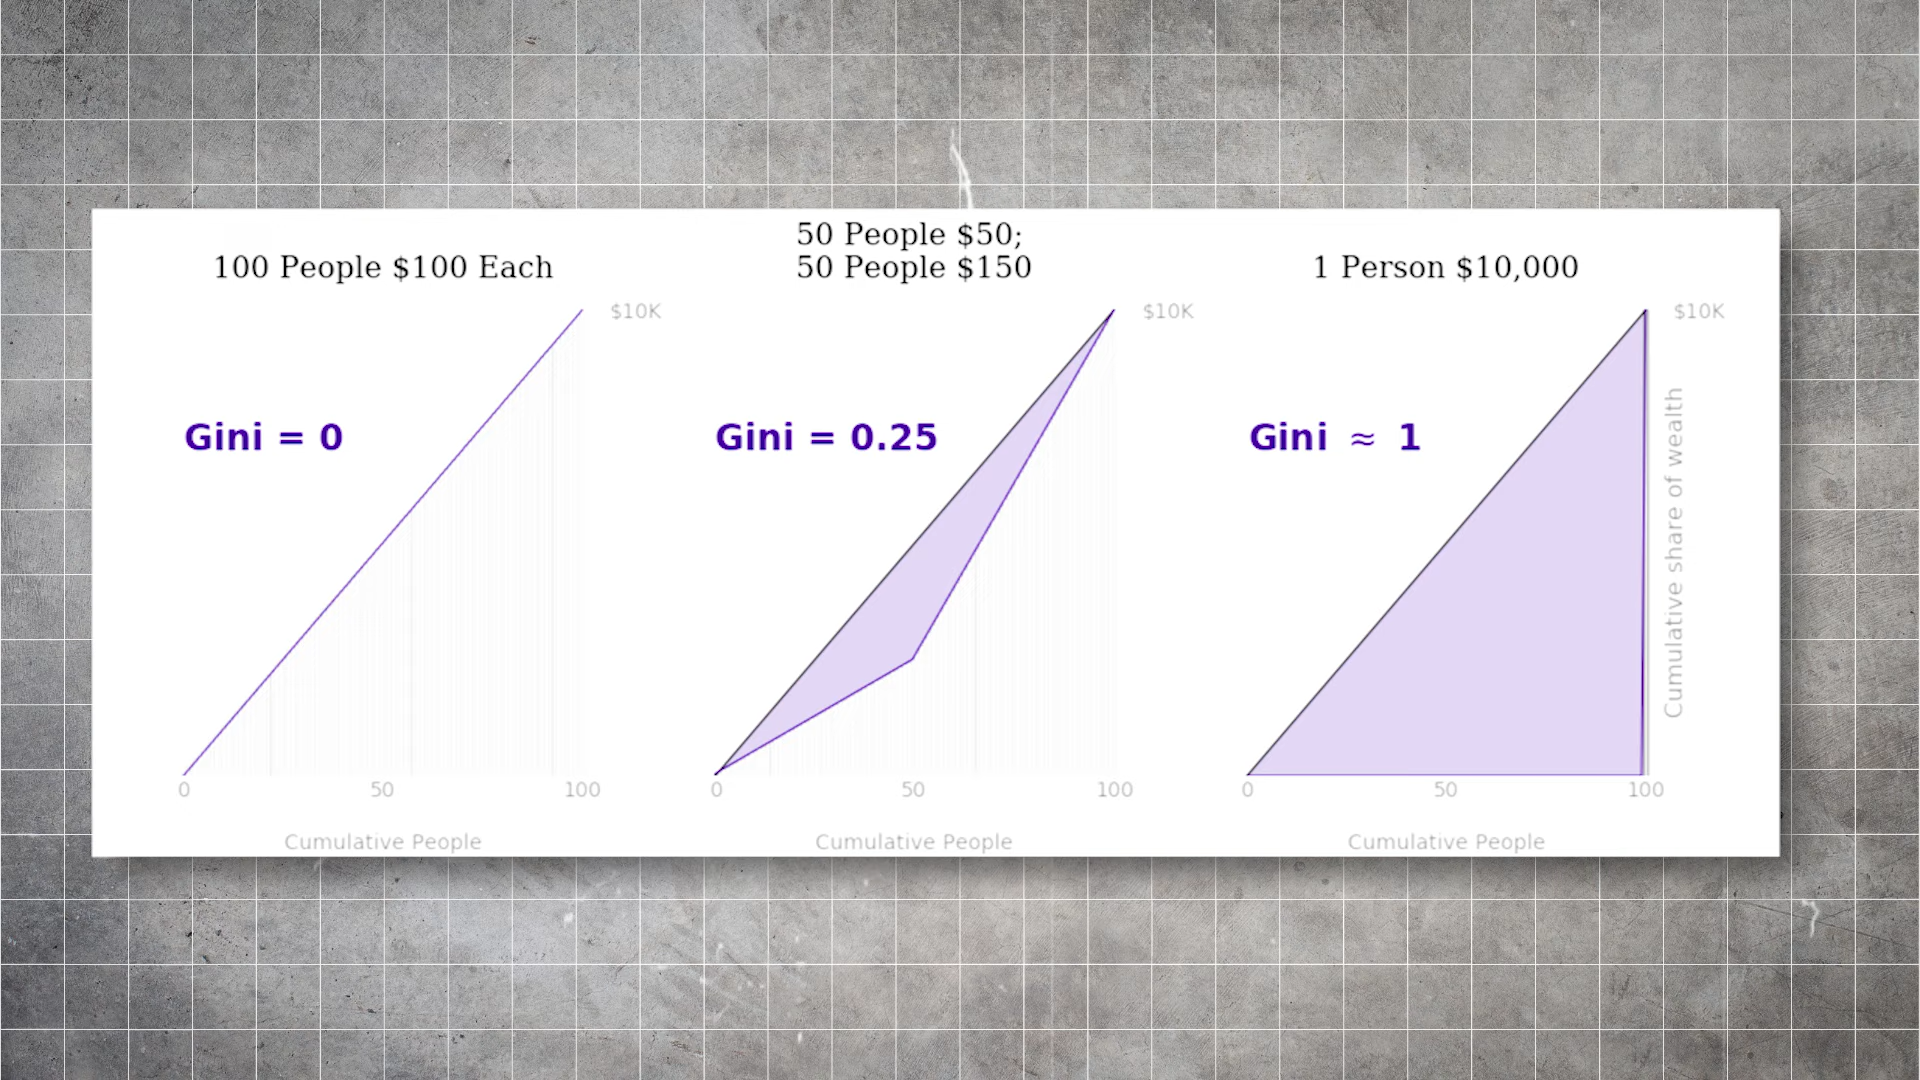 100 People $100 Each
$10K
Gini = 0
0 50 100
Cumulative People
50 People $50;
50 People $150
$10K
Gini = 0.25
0 50 100
Cumulative People
1 Person $10,000
$10K
Gini ≈ 1
Cumulative share of wealth
0 50 100
Cumulative People